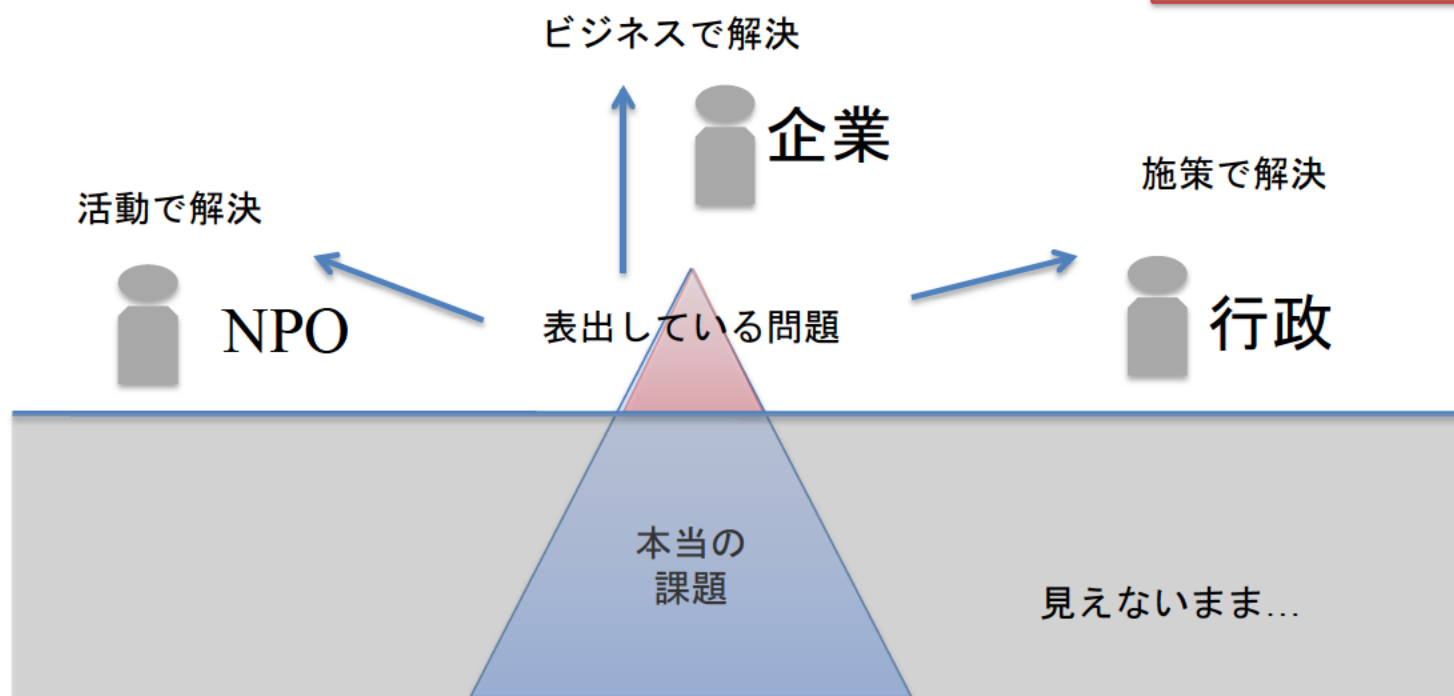 ビジネスで解決
企業
施策で解決
活動で解決
NPO
表出している問題
行政
本当の
課題
見えないまま…